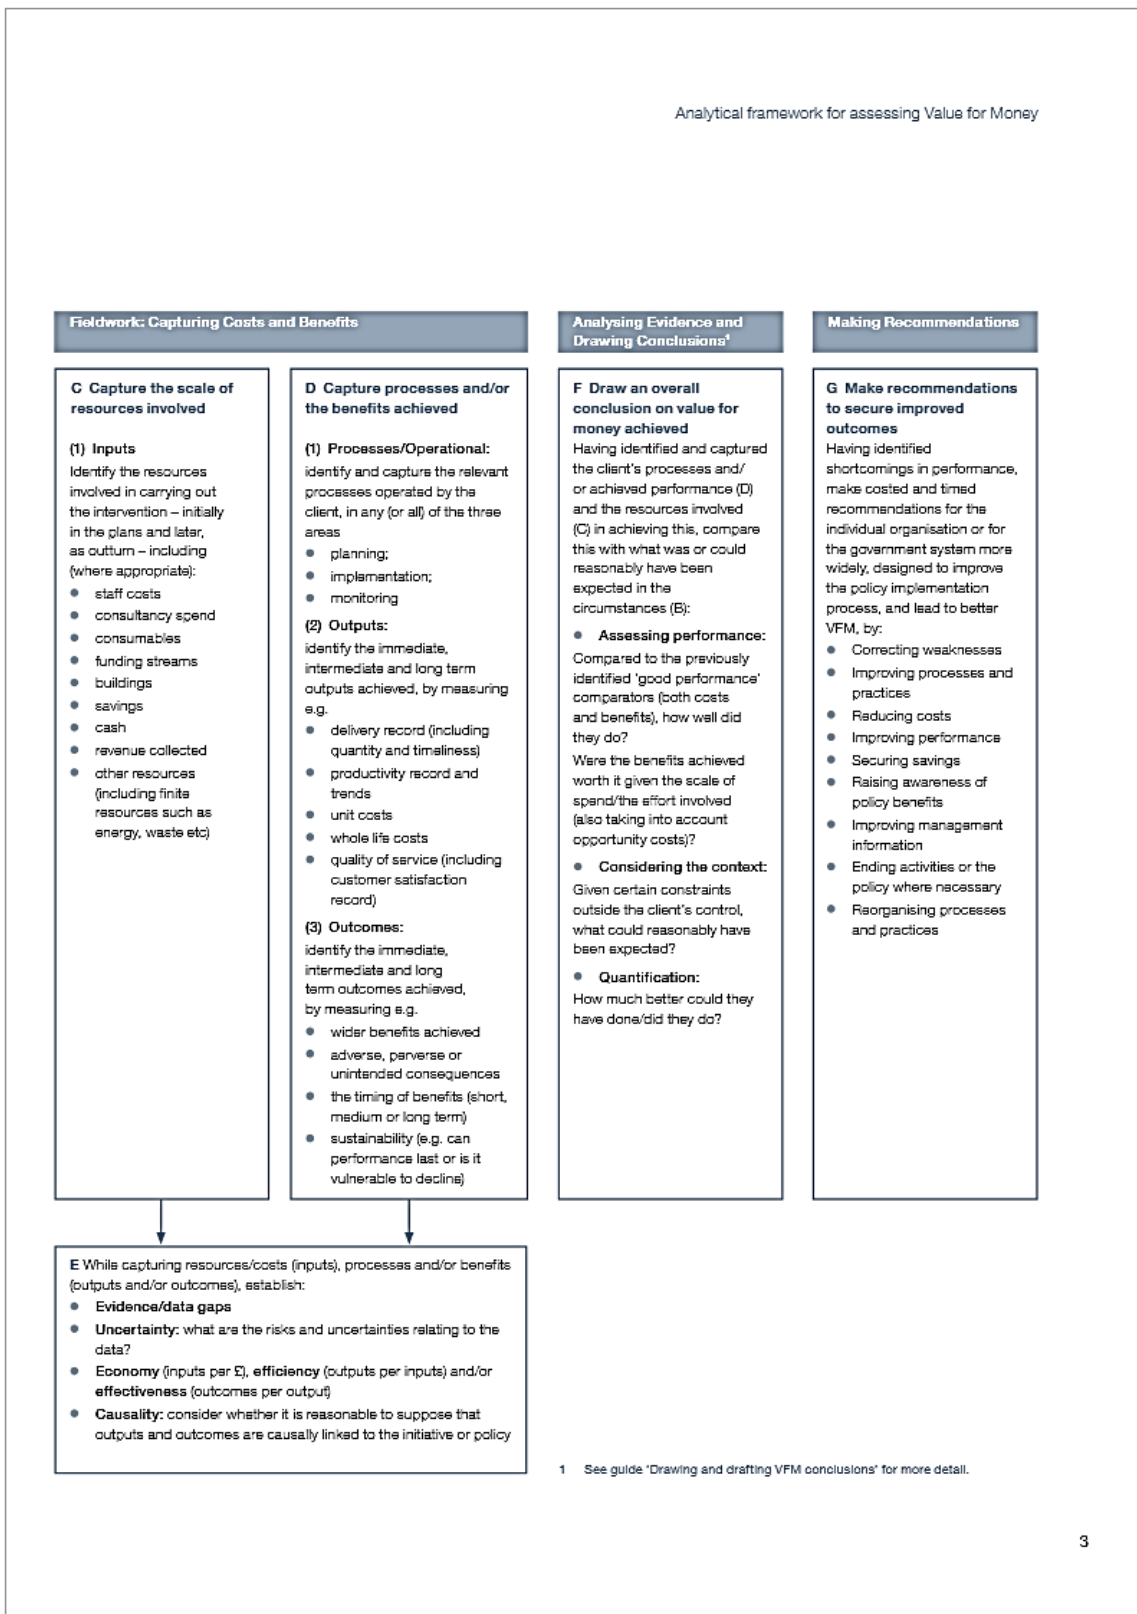 Analytical framework for assessing Value for Money
Fieldwork: Capturing Costs and Benefits
C Capture the scale of
resources involved
(1) Inputs
Identify the resources
involved in carrying out
the intervention – initially
in the plans and later,
as outturn – including
(where appropriate):
● staff costs
● consultancy spend
● consumables
● funding streams
● buildings
● savings
● cash
● revenue collected
● other resources
(including finite
resources such as
energy, waste etc)
D Capture processes and/or
the benefits achieved
(1) Processes/Operational:
identify and capture the relevant
processes operated by the
client, in any (or all) of the three
areas
● planning;
● implementation;
● monitoring
(2) Outputs:
identify the immediate,
intermediate and long term
outputs achieved, by measuring
e.g.
● delivery record (including
quantity and timeliness)
● productivity record and
trends
● unit costs
● whole life costs
● quality of service (including
customer satisfaction
record)
(3) Outcomes:
identify the immediate,
intermediate and long
term outcomes achieved,
by measuring e.g.
● wider benefits achieved
● adverse, perverse or
unintended consequences
● the timing of benefits (short,
medium or long term)
● sustainability (e.g. can
performance last or is it
vulnerable to decline)
E While capturing resources/costs (inputs), processes and/or benefits
(outputs and/or outcomes), establish:
● Evidence/data gaps
● Uncertainty: what are the risks and uncertainties relating to the
data?
● Economy (inputs per £), efficiency (outputs per inputs) and/or
effectiveness (outcomes per output)
● Causality: consider whether it is reasonable to suppose that
outputs and outcomes are causally linked to the initiative or policy
Analysing Evidence and
Drawing Conclusions¹
F Draw an overall
conclusion on value for
money achieved
Having identified and captured
the client's processes and/
or achieved performance (D)
and the resources involved
(C) in achieving this, compare
this with what was or could
reasonably have been
expected in the
circumstances (B):
● Assessing performance:
Compared to the previously
identified 'good performance'
comparators (both costs
and benefits), how well did
they do?
Were the benefits achieved
worth it given the scale of
spend/the effort involved
(also taking into account
opportunity costs)?
● Considering the context:
Given certain constraints
outside the client's control,
what could reasonably have
been expected?
● Quantification:
How much better could they
have done/did they do?
Making Recommendations
G Make recommendations
to secure improved
outcomes
Having identified
shortcomings in performance,
make costed and timed
recommendations for the
individual organisation or for
the government system more
widely, designed to improve
the policy implementation
process, and lead to better
VFM, by:
● Correcting weaknesses
● Improving processes and
practices
● Reducing costs
● Improving performance
● Securing savings
● Raising awareness of
policy benefits
● Improving management
information
● Ending activities or the
policy where necessary
● Reorganising processes
and practices
1 See guide 'Drawing and drafting VFM conclusions' for more detail.
3